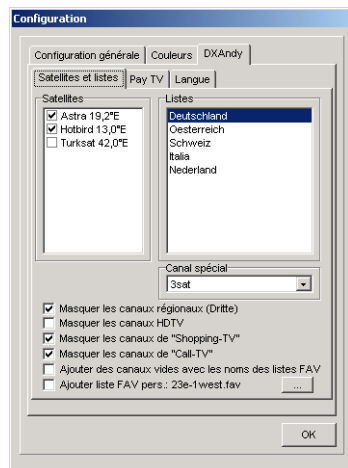 Configuration
Configuration générale Couleurs DXAndy
Satellites et listes Pay TV Langue
Satellites
Astra 19,2°E
Hotbird 13,0°E
Turksat 42,0°E
Listes
Deutschland
Oesterreich
Schweiz
Italia
Nederland
Canal spécial
3sat
Masquer les canaux régionaux (Dritte)
Masquer les canaux HDTV
Masquer les canaux de "Shopping-TV"
Masquer les canaux de "Call-TV"
Ajouter des canaux vides avec les noms des listes FAV
Ajouter liste FAV pers.: 23e-1west.fav ...
OK